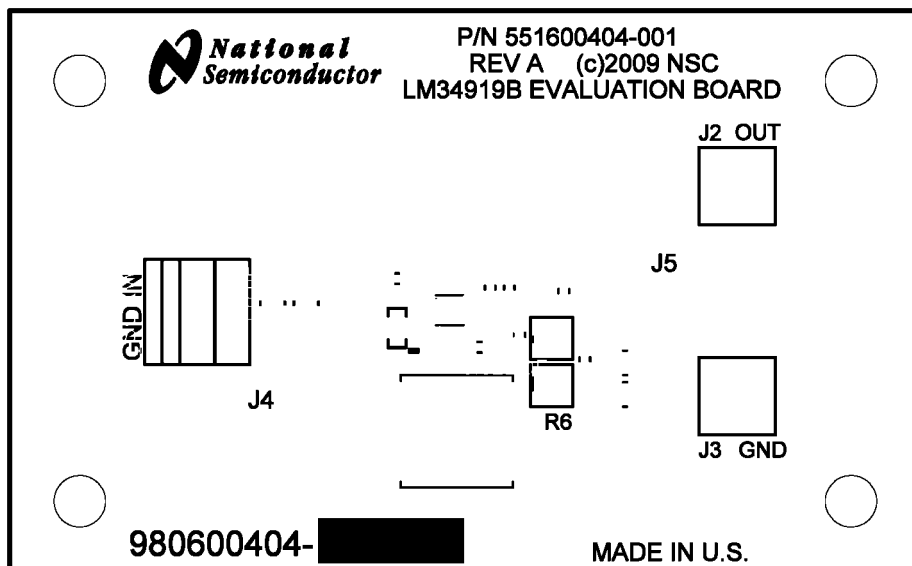 National
Semiconductor
P/N 551600404-001
REV A (c)2009 NSC
LM34919B EVALUATION BOARD
J2 OUT
J5
GND IN
J4
R6
J3 GND
980600404-
MADE IN U.S.